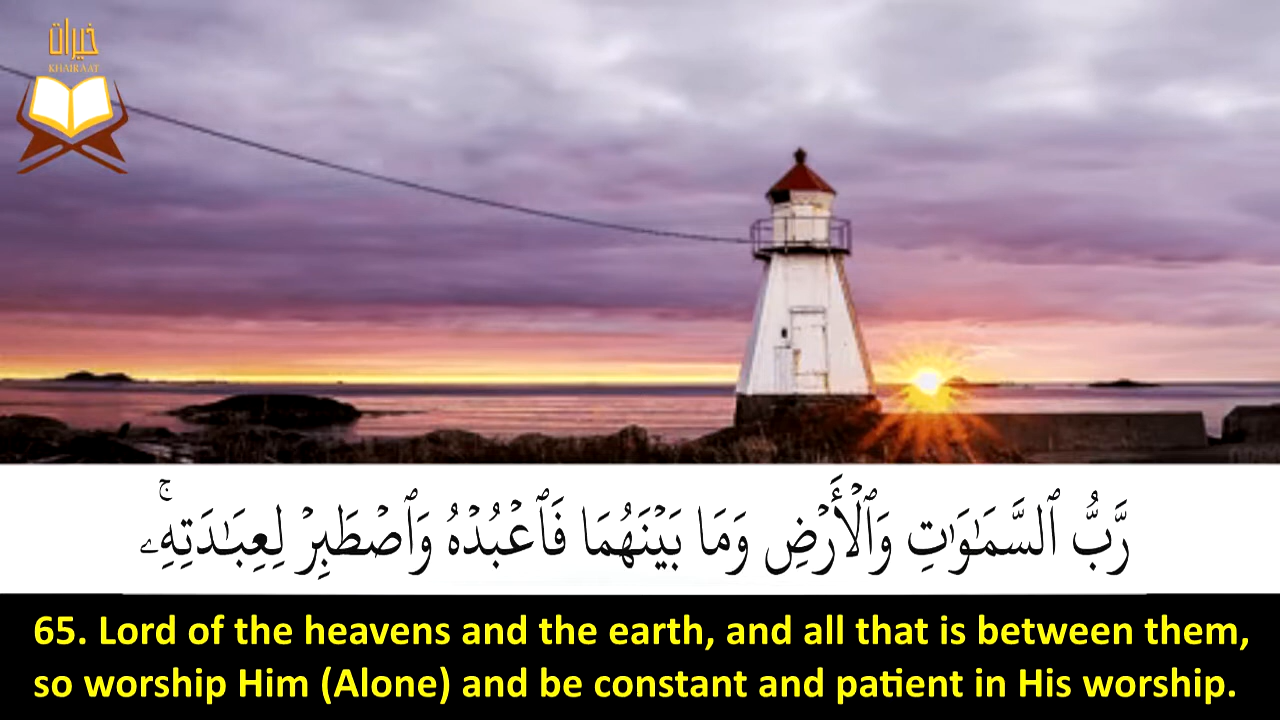 خيرات
KHAIRAAT
رَّبُّ ٱلسَّمَـٰوَٰتِ وَٱلْأَرْضِ وَمَا بَيْنَهُمَا فَٱعْبُدْهُ وَٱصْطَبِرْ لِعِبَـٰدَتِهِۦ ۚ
65. Lord of the heavens and the earth, and all that is between them,
so worship Him (Alone) and be constant and patient in His worship.